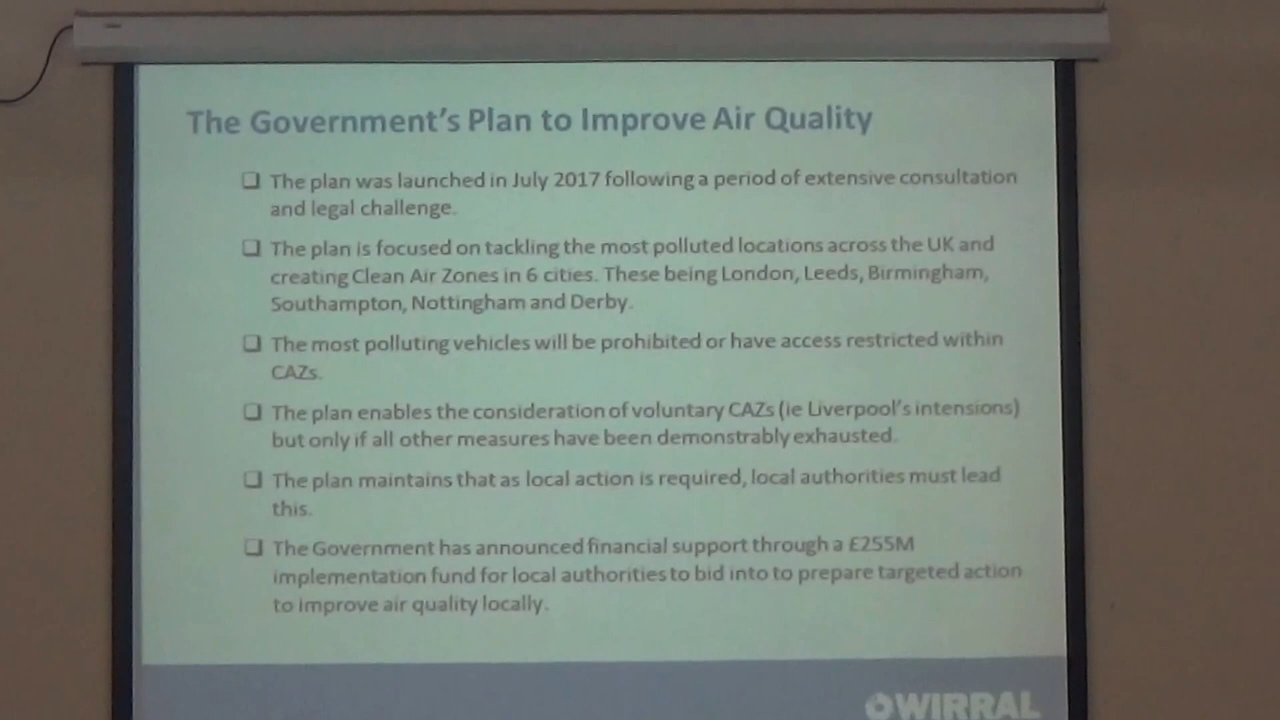 The Government's Plan to Improve Air Quality
❑ The plan was launched in July 2017 following a period of extensive consultation
and legal challenge.
❑ The plan is focused on tackling the most polluted locations across the UK and
creating Clean Air Zones in 6 cities. These being London, Leeds, Birmingham,
Southampton, Nottingham and Derby.
❑ The most polluting vehicles will be prohibited or have access restricted within
CAZs.
❑ The plan enables the consideration of voluntary CAZs (ie Liverpool's intensions)
but only if all other measures have been demonstrably exhausted.
❑ The plan maintains that as local action is required, local authorities must lead
this.
❑ The Government has announced financial support through a £255M
implementation fund for local authorities to bid into to prepare targeted action
to improve air quality locally.
WIRRAL